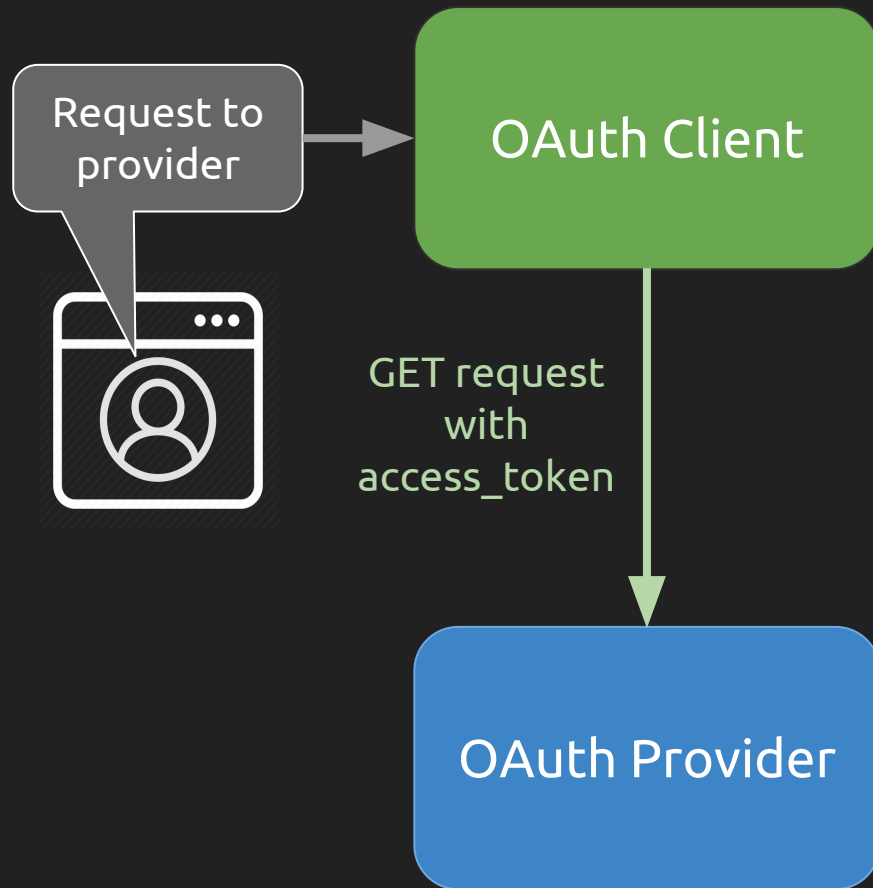 Request to
provider
OAuth Client
GET request
with
access_token
OAuth Provider